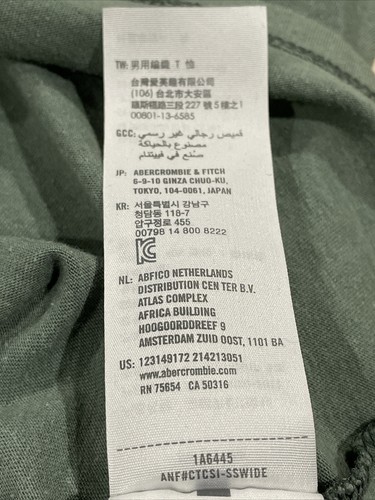 TW: 男用編織 T 恤
台灣愛芙趣有限公司
(106) 台北市大安區
羅斯福路三段 227 號 5 樓之1
00801-13-6585
GCC: قميص رجالي غير رسمي
مصنوع بالحياكة
صنع في فيتنام
JP: ABERCROMBIE & FITCH
6-9-10 GINZA CHUO-KU,
TOKYO, 104-0061, JAPAN
KR: 서울특별시 강남구
청담동 118-7
압구정로 455
00798 14 800 8222
NL: ABFICO NETHERLANDS
DISTRIBUTION CEN TER B.V.
ATLAS COMPLEX
AFRICA BUILDING
HOOGOORDDREEF 9
AMSTERDAM ZUID OOST, 1101 BA
US: 123149172 214213051
www.abercrombie.com
RN 75654 CA 50316
1A6445
ANF#CTCSI-SSWIDE